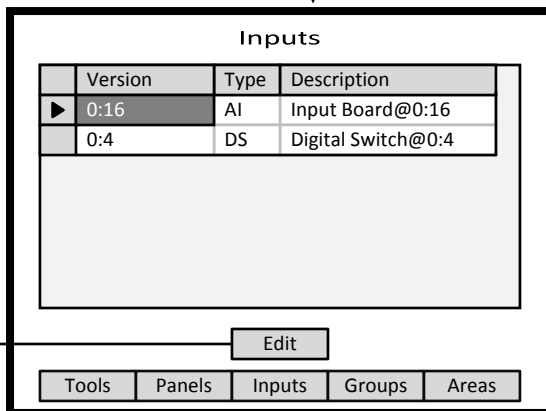 Inputs
Version Type Description
0:16 AI Input Board@0:16
0:4 DS Digital Switch@0:4
Edit
Tools Panels Inputs Groups Areas